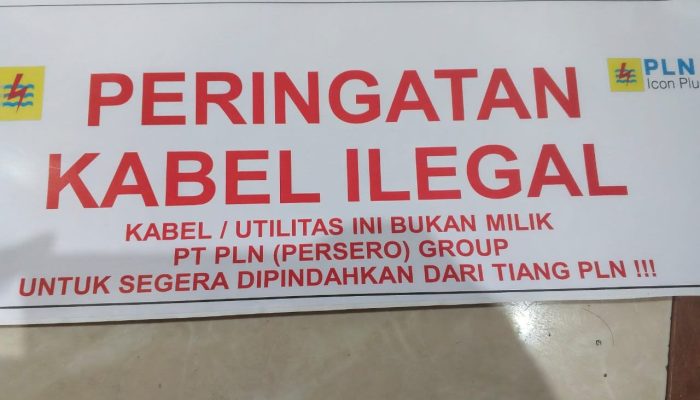 PERINGATAN
PLN
Icon Plu
KABEL ILEGAL
KABEL / UTILITAS INI BUKAN MILIK
PT PLN (PERSERO) GROUP
UNTUK SEGERA DIPINDAHKAN DARI TIANG PLN !!!